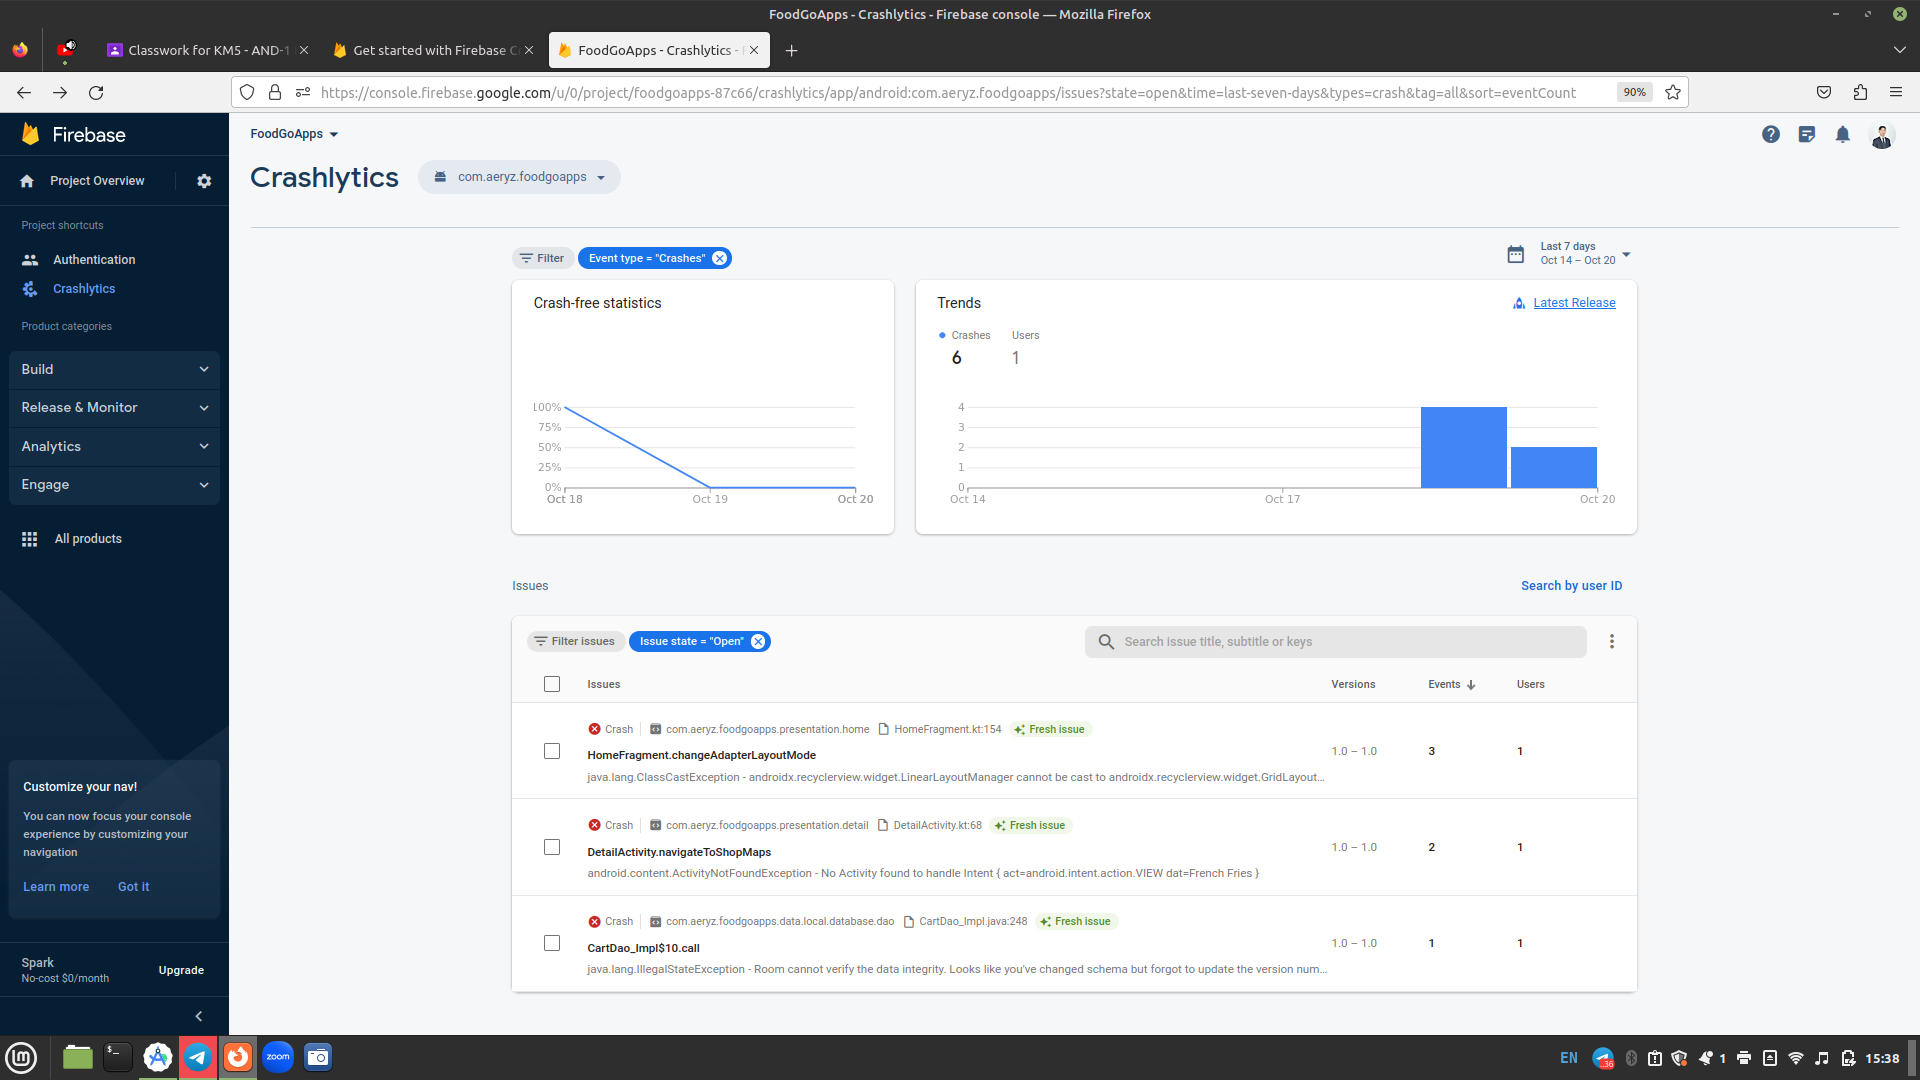 FoodGoApps - Crashlytics - Firebase console — Mozilla Firefox
Classwork for KM5 - AND-1
Get started with Firebase C
FoodGoApps - Crashlytics -
https://console.firebase.google.com/u/0/project/foodgoapps-87c66/crashlytics/app/android:com.aeryz.foodgoapps/issues?state=open&time=last-seven-days&types=crash&tag=all&sort=eventCount
90%
Firebase
FoodGoApps
Project Overview
Crashlytics
com.aeryz.foodgoapps
Project shortcuts
Authentication
Crashlytics
Product categories
Build
Release & Monitor
Analytics
Engage
All products
Customize your nav!
You can now focus your console
experience by customizing your
navigation
Learn more
Got it
Spark
No-cost $0/month
Upgrade
Filter
Event type = "Crashes"
Last 7 days
Oct 14 – Oct 20
Crash-free statistics
100%
75%
50%
25%
0%
Oct 18
Oct 19
Oct 20
Trends
Latest Release
Crashes
Users
6
1
4
3
2
1
0
Oct 14
Oct 17
Oct 20
Issues
Search by user ID
Filter issues
Issue state = "Open"
Search issue title, subtitle or keys
Issues
Versions
Events
Users
Crash
com.aeryz.foodgoapps.presentation.home
HomeFragment.kt:154
Fresh issue
HomeFragment.changeAdapterLayoutMode
java.lang.ClassCastException - androidx.recyclerview.widget.LinearLayoutManager cannot be cast to androidx.recyclerview.widget.GridLayout...
1.0 – 1.0
3
1
Crash
com.aeryz.foodgoapps.presentation.detail
DetailActivity.kt:68
Fresh issue
DetailActivity.navigateToShopMaps
android.content.ActivityNotFoundException - No Activity found to handle Intent { act=android.intent.action.VIEW dat=French Fries }
1.0 – 1.0
2
1
Crash
com.aeryz.foodgoapps.data.local.database.dao
CartDao_Impl.java:248
Fresh issue
CartDao_Impl$10.call
java.lang.IllegalStateException - Room cannot verify the data integrity. Looks like you've changed schema but forgot to update the version num...
1.0 – 1.0
1
1
zoom
EN
36
1
15:38